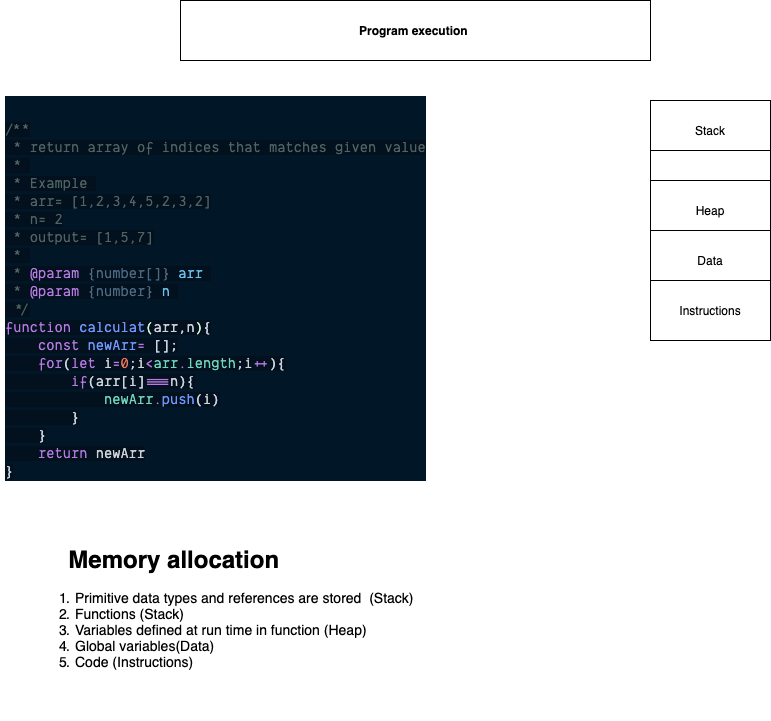 Program execution
/**
 * return array of indices that matches given value
 *
 * Example
 * arr= [1,2,3,4,5,2,3,2]
 * n= 2
 * output= [1,5,7]
 *
 * @param {number[]} arr
 * @param {number} n
 */
function calculat(arr,n){
    const newArr= [];
    for(let i=0;i<arr.length;i++){
        if(arr[i]===n){
            newArr.push(i)
        }
    }
    return newArr
}
Stack
Heap
Data
Instructions
Memory allocation
1. Primitive data types and references are stored  (Stack)
2. Functions (Stack)
3. Variables defined at run time in function (Heap)
4. Global variables(Data)
5. Code (Instructions)